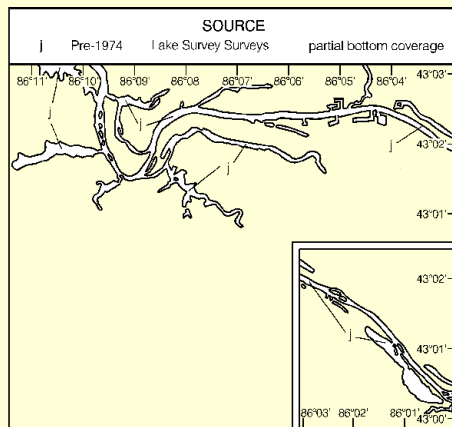 SOURCE
j Pre-1974 Lake Survey Surveys partial bottom coverage
86°11' 86°10' 86°09' 86°08' 86°07' 86°06' 86°05' 86°04' 43°03'
j
j
j
j
43°02'
j
43°01'
43°02'
j
43°01'
86°03' 86°02' 86°01' 43°00'